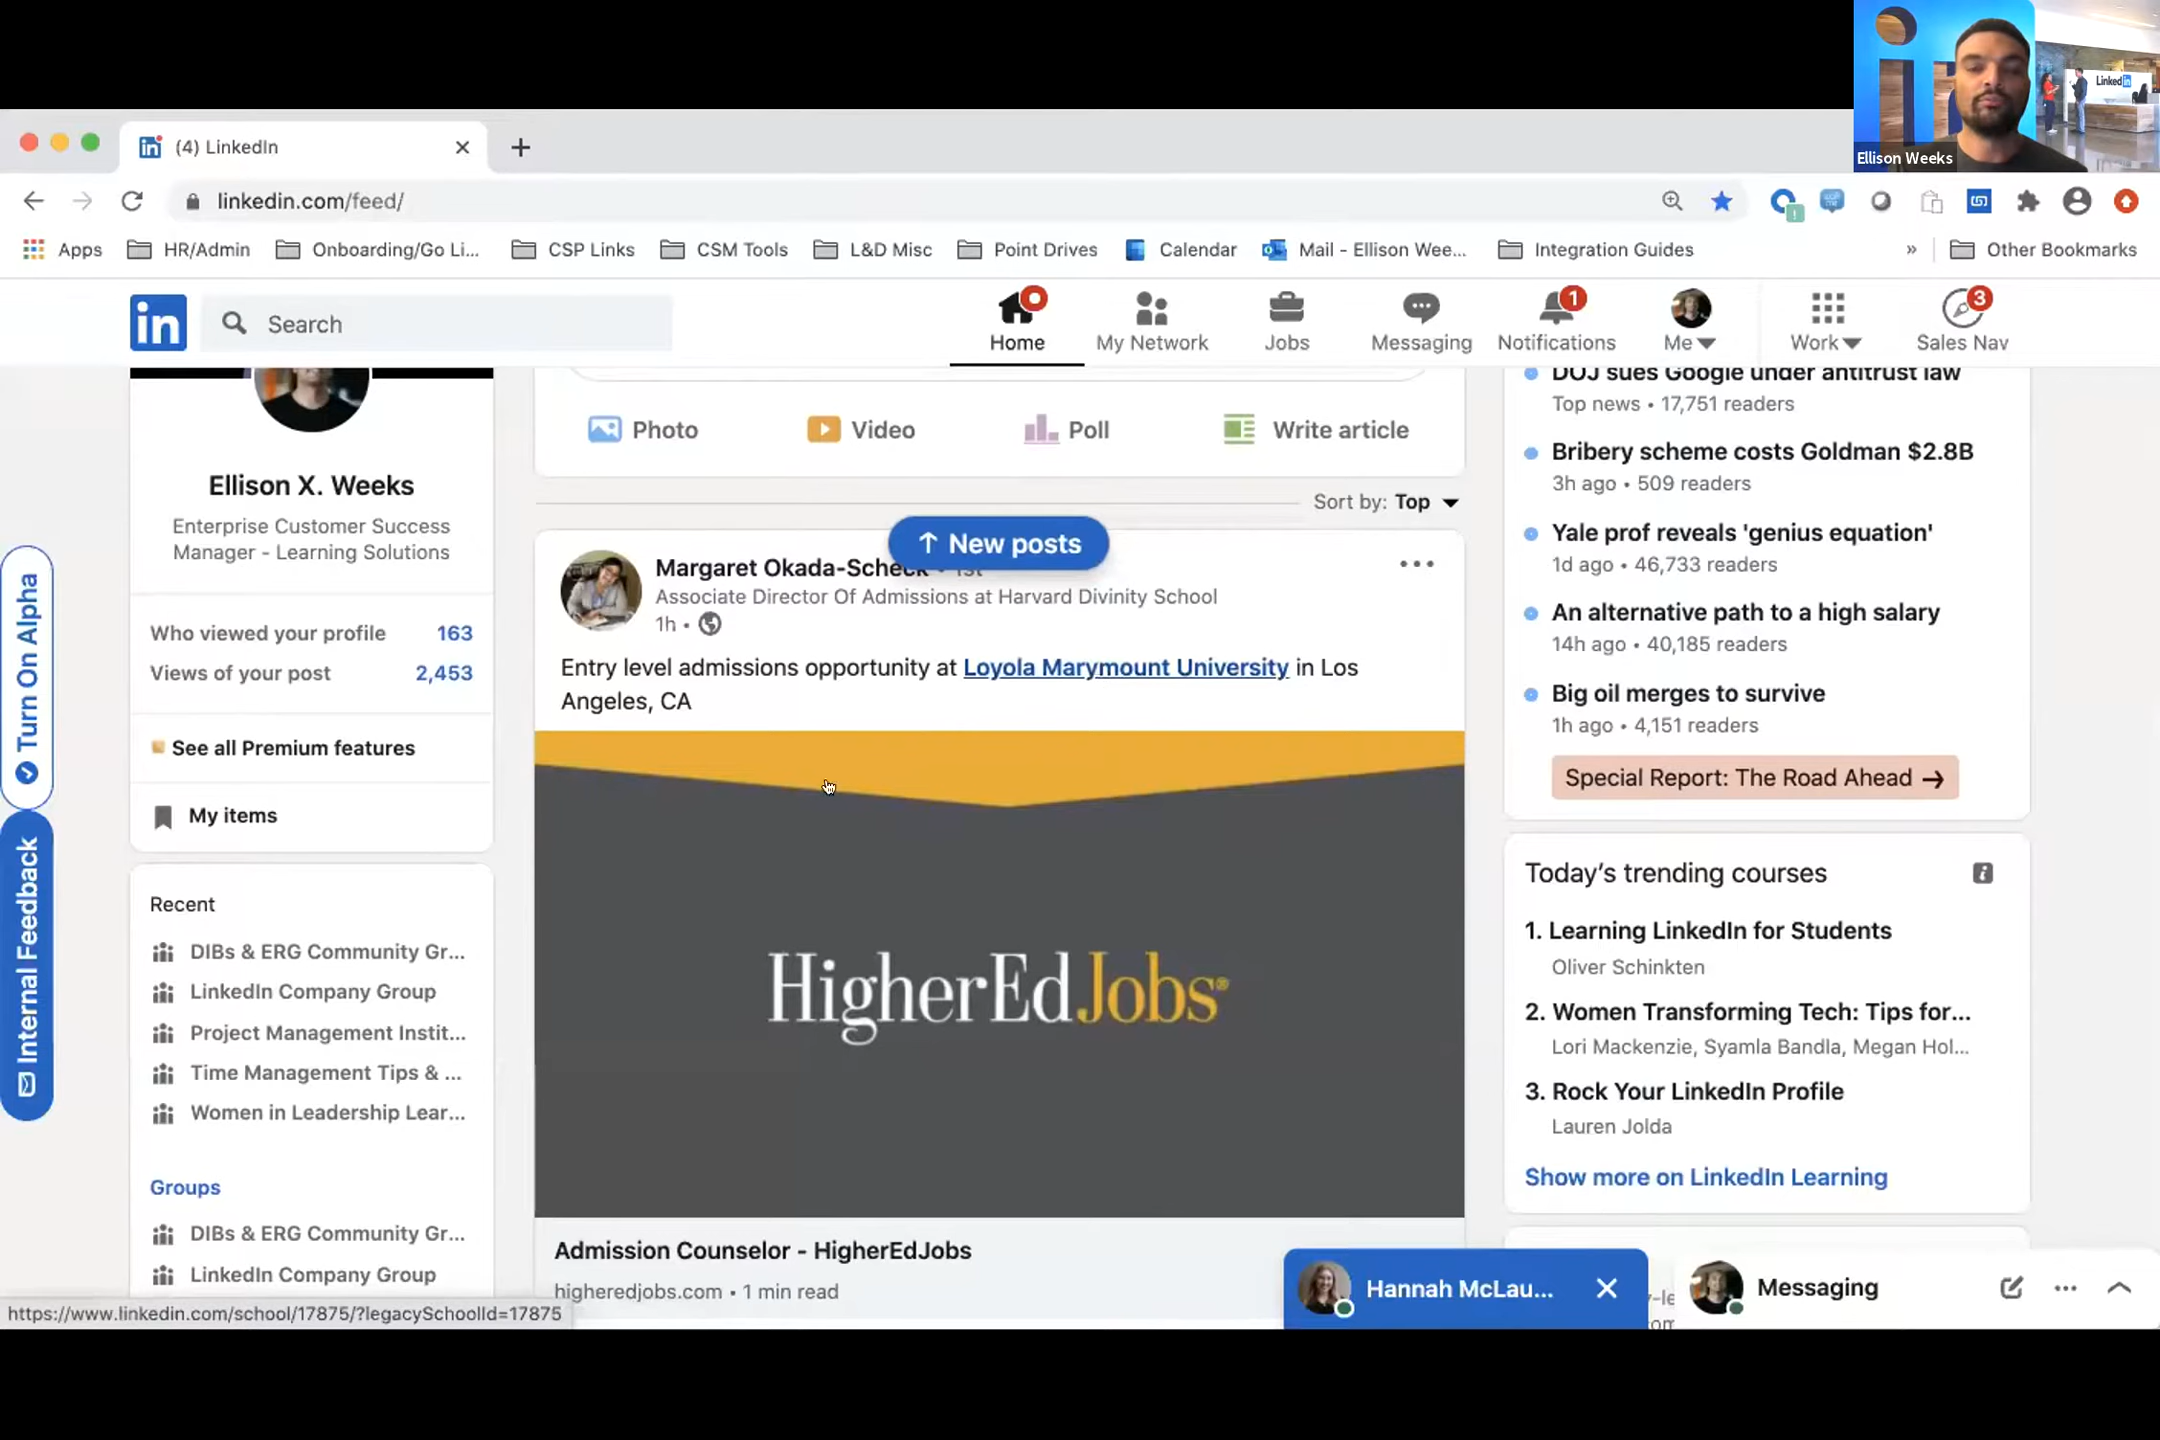 Linkedin
Ellison Weeks
(4) LinkedIn
linkedin.com/feed/
Apps
HR/Admin
Onboarding/Go Li...
CSP Links
CSM Tools
L&D Misc
Point Drives
Calendar
Mail - Ellison Wee...
Integration Guides
»
Other Bookmarks
in
Search
Home
My Network
Jobs
Messaging
1
Notifications
Me
Work
3
Sales Nav
Turn On Alpha
Internal Feedback
Ellison X. Weeks
Enterprise Customer Success
Manager - Learning Solutions
Who viewed your profile 163
Views of your post 2,453
See all Premium features
My items
Recent
DIBs & ERG Community Gr...
LinkedIn Company Group
Project Management Instit...
Time Management Tips & ...
Women in Leadership Lear...
Groups
DIBs & ERG Community Gr...
LinkedIn Company Group
https://www.linkedin.com/school/17875/?legacySchoolId=17875
Photo
Video
Poll
Write article
Sort by: Top
↑ New posts
Margaret Okada-Scheck • 1st
Associate Director Of Admissions at Harvard Divinity School
1h •
Entry level admissions opportunity at Loyola Marymount University in Los
Angeles, CA
HigherEdJobs®
Admission Counselor - HigherEdJobs
higheredjobs.com • 1 min read
DOJ sues Google under antitrust law
Top news • 17,751 readers
Bribery scheme costs Goldman $2.8B
3h ago • 509 readers
Yale prof reveals 'genius equation'
1d ago • 46,733 readers
An alternative path to a high salary
14h ago • 40,185 readers
Big oil merges to survive
1h ago • 4,151 readers
Special Report: The Road Ahead →
Today's trending courses
1. Learning LinkedIn for Students
Oliver Schinkten
2. Women Transforming Tech: Tips for...
Lori Mackenzie, Syamla Bandla, Megan Hol...
3. Rock Your LinkedIn Profile
Lauren Jolda
Show more on LinkedIn Learning
Hannah McLau...
Messaging